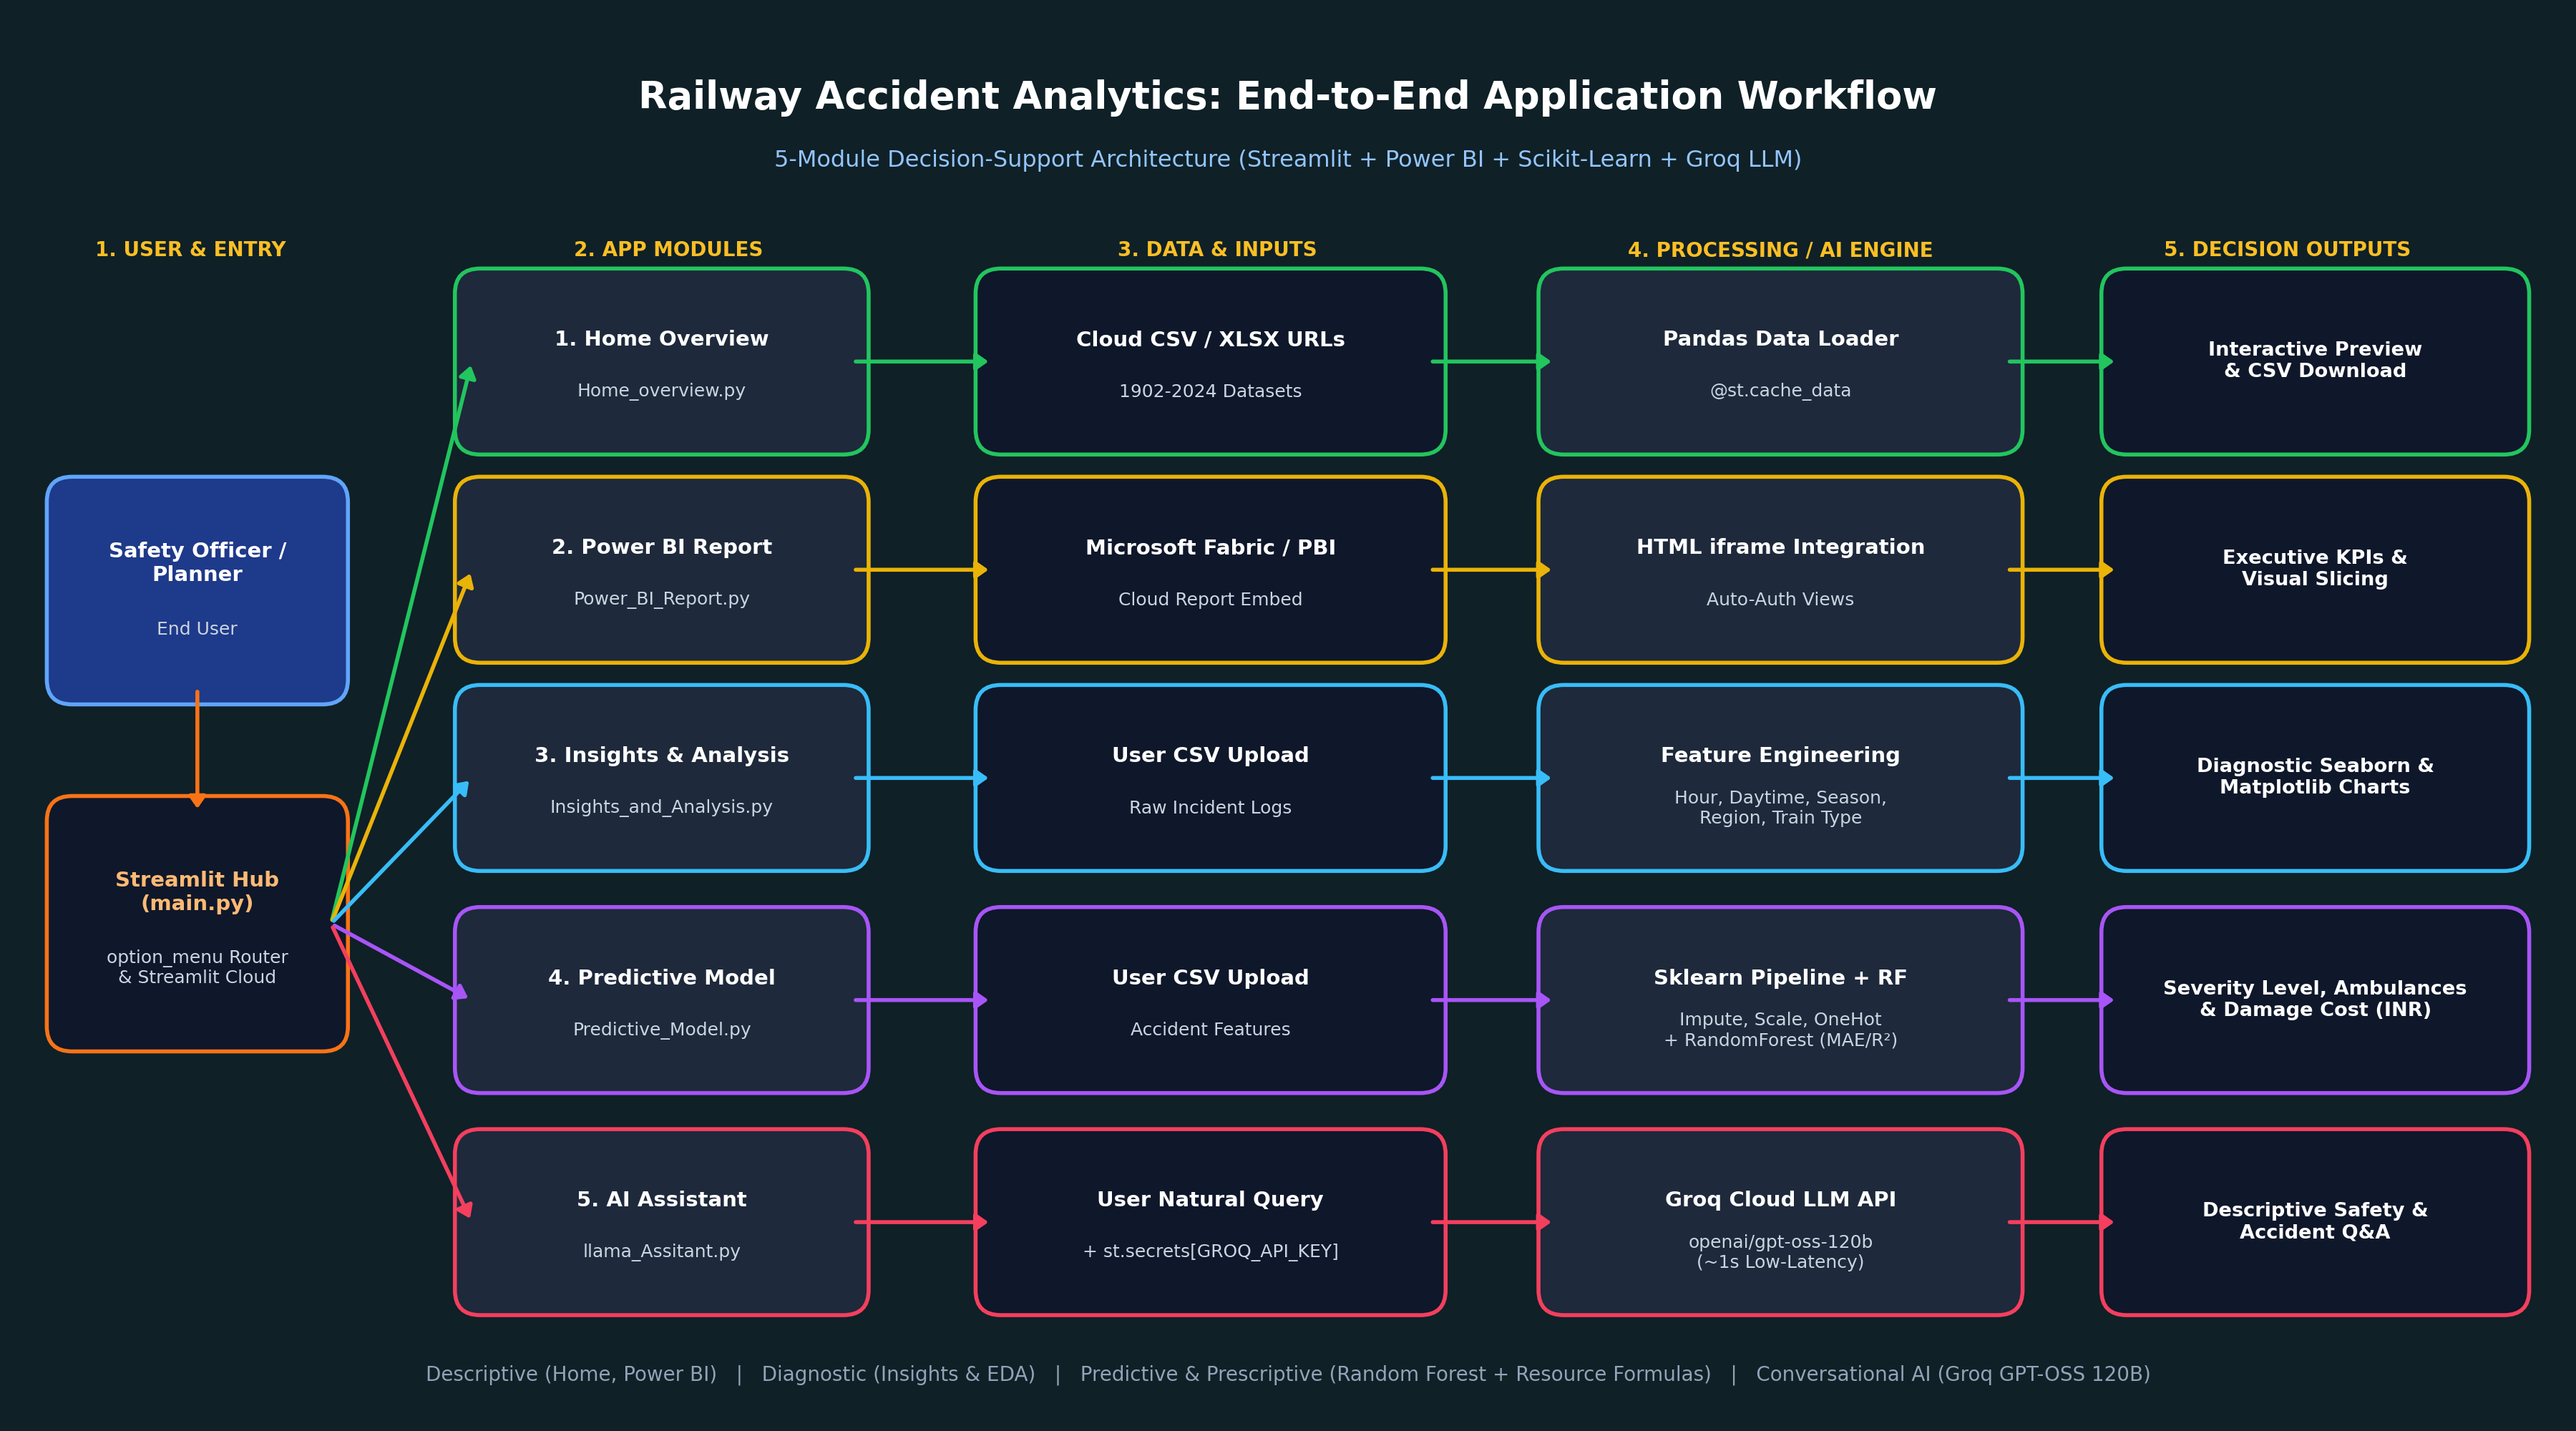 Railway Accident Analytics: End-to-End Application Workflow
5-Module Decision-Support Architecture (Streamlit + Power BI + Scikit-Learn + Groq LLM)
1. USER & ENTRY
Safety Officer /
Planner
End User
Streamlit Hub
(main.py)
option_menu Router
& Streamlit Cloud
2. APP MODULES
3. DATA & INPUTS
4. PROCESSING / AI ENGINE
5. DECISION OUTPUTS
1. Home Overview
Home_overview.py
Cloud CSV / XLSX URLs
1902-2024 Datasets
Pandas Data Loader
@st.cache_data
Interactive Preview
& CSV Download
2. Power BI Report
Power_BI_Report.py
Microsoft Fabric / PBI
Cloud Report Embed
HTML iframe Integration
Auto-Auth Views
Executive KPIs &
Visual Slicing
3. Insights & Analysis
Insights_and_Analysis.py
User CSV Upload
Raw Incident Logs
Feature Engineering
Hour, Daytime, Season,
Region, Train Type
Diagnostic Seaborn &
Matplotlib Charts
4. Predictive Model
Predictive_Model.py
User CSV Upload
Accident Features
Sklearn Pipeline + RF
Impute, Scale, OneHot
+ RandomForest (MAE/R²)
Severity Level, Ambulances
& Damage Cost (INR)
5. AI Assistant
llama_Assitant.py
User Natural Query
+ st.secrets[GROQ_API_KEY]
Groq Cloud LLM API
openai/gpt-oss-120b
(~1s Low-Latency)
Descriptive Safety &
Accident Q&A
Descriptive (Home, Power BI) | Diagnostic (Insights & EDA) | Predictive & Prescriptive (Random Forest + Resource Formulas) | Conversational AI (Groq GPT-OSS 120B)